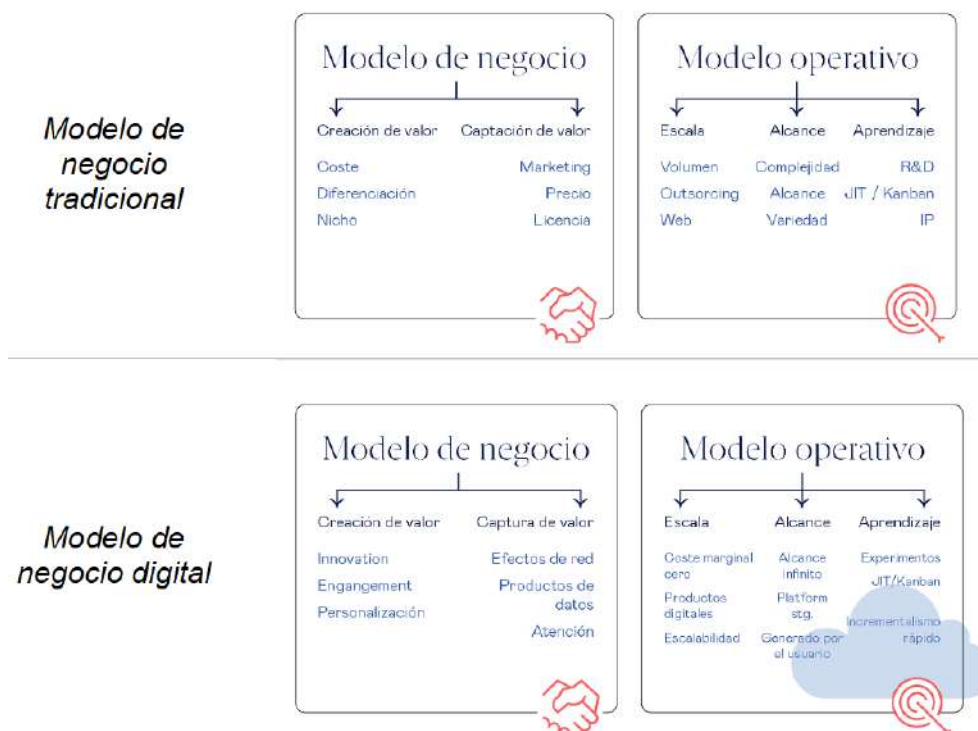 Modelo de
negocio
tradicional
Modelo de negocio
Creación de valor
Coste
Diferenciación
Nicho
Captación de valor
Marketing
Precio
Licencia
Modelo operativo
Escala
Volumen
Outsorcing
Web
Alcance
Complejidad
Alcance
Variedad
Aprendizaje
R&D
JIT / Kanban
IP
Modelo de
negocio digital
Modelo de negocio
Creación de valor
Innovation
Engangement
Personalización
Captura de valor
Efectos de red
Productos de
datos
Atención
Modelo operativo
Escala
Coste marginal
cero
Productos
digitales
Escalabilidad
Alcance
Alcance
infinito
Platform
stg.
Generado por
el usuario
Aprendizaje
Experimentos
JIT/Kanban
Incrementalismo
rápido